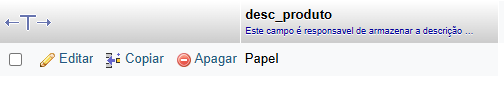 desc_produto
Este campo é responsavel de armazenar a descrição ...
Editar Copiar Apagar Papel